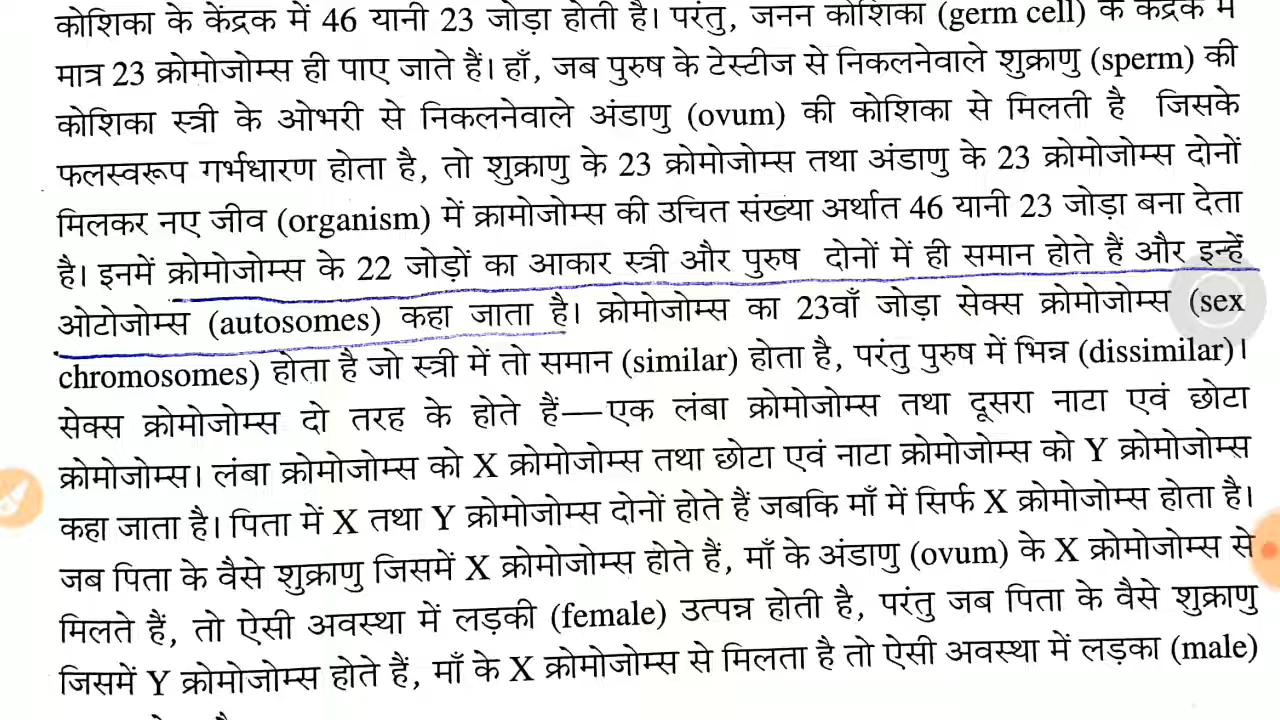 कोशिका के केंद्रक में 46 यानी 23 जोड़ा होती है। परंतु, जनन कोशिका (germ cell) के केंद्रक में
मात्र 23 क्रोमोजोम्स ही पाए जाते हैं। हाँ, जब पुरुष के टेस्टीज से निकलनेवाले शुक्राणु (sperm) की
कोशिका स्त्री के ओभरी से निकलनेवाले अंडाणु (ovum) की कोशिका से मिलती है जिसके
फलस्वरूप गर्भधारण होता है, तो शुक्राणु के 23 क्रोमोजोम्स तथा अंडाणु के 23 क्रोमोजोम्स दोनों
मिलकर नए जीव (organism) में क्रामोजोम्स की उचित संख्या अर्थात 46 यानी 23 जोड़ा बना देता
है। इनमें क्रोमोजोम्स के 22 जोड़ों का आकार स्त्री और पुरुष दोनों में ही समान होते हैं और इन्हें
ओटोजोम्स (autosomes) कहा जाता है। क्रोमोजोम्स का 23वाँ जोड़ा सेक्स क्रोमोजोम्स (sex
chromosomes) होता है जो स्त्री में तो समान (similar) होता है, परंतु पुरुष में भिन्न (dissimilar)।
सेक्स क्रोमोजोम्स दो तरह के होते हैं—एक लंबा क्रोमोजोम्स तथा दूसरा नाटा एवं छोटा
क्रोमोजोम्स। लंबा क्रोमोजोम्स को X क्रोमोजोम्स तथा छोटा एवं नाटा क्रोमोजोम्स को Y क्रोमोजोम्स
कहा जाता है। पिता में X तथा Y क्रोमोजोम्स दोनों होते हैं जबकि माँ में सिर्फ X क्रोमोजोम्स होता है।
जब पिता के वैसे शुक्राणु जिसमें X क्रोमोजोम्स होते हैं, माँ के अंडाणु (ovum) के X क्रोमोजोम्स से
मिलते हैं, तो ऐसी अवस्था में लड़की (female) उत्पन्न होती है, परंतु जब पिता के वैसे शुक्राणु
जिसमें Y क्रोमोजोम्स होते हैं, माँ के X क्रोमोजोम्स से मिलता है तो ऐसी अवस्था में लड़का (male)